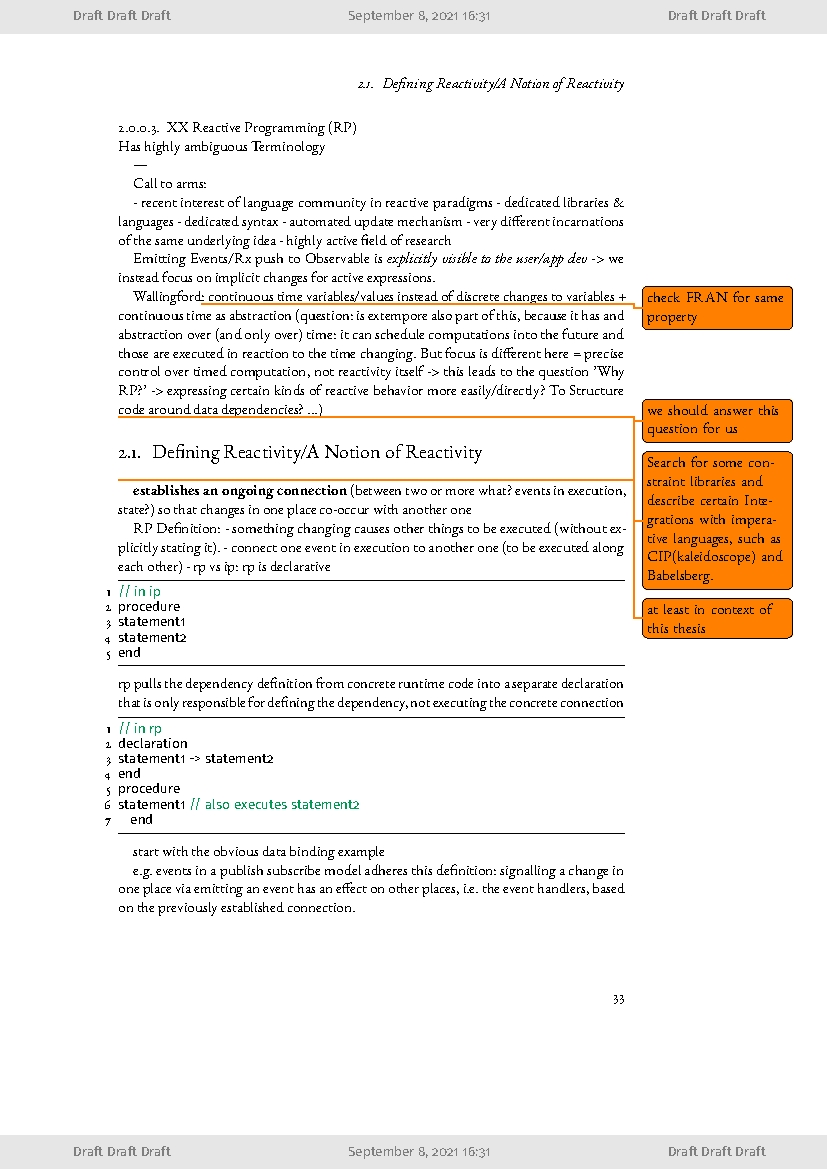 Draft Draft Draft September 8, 2021 16:31 Draft Draft Draft
2.1. Defining Reactivity/A Notion of Reactivity
2.0.0.3. XX Reactive Programming (RP)
Has highly ambiguous Terminology
—
Call to arms:
- recent interest of language community in reactive paradigms - dedicated libraries &
languages - dedicated syntax - automated update mechanism - very different incarnations
of the same underlying idea - highly active field of research
Emitting Events/Rx push to Observable is explicitly visible to the user/app dev -> we
instead focus on implicit changes for active expressions.
Wallingford: continuous time variables/values instead of discrete changes to variables +
continuous time as abstraction (question: is extempore also part of this, because it has and
abstraction over (and only over) time: it can schedule computations into the future and
those are executed in reaction to the time changing. But focus is different here = precise
control over timed computation, not reactivity itself -> this leads to the question 'Why
RP?' -> expressing certain kinds of reactive behavior more easily/directly? To Structure
code around data dependencies? ...)
check FRAN for same
property
we should answer this
question for us
Search for some con-
straint libraries and
describe certain Inte-
grations with impera-
tive languages, such as
CIP(kaleidoscope) and
Babelsberg.
at least in context of
this thesis
2.1. Defining Reactivity/A Notion of Reactivity
establishes an ongoing connection (between two or more what? events in execution,
state?) so that changes in one place co-occur with another one
RP Definition: - something changing causes other things to be executed (without ex-
plicitly stating it). - connect one event in execution to another one (to be executed along
each other) - rp vs ip: rp is declarative
1 // in ip
2 procedure
3 statement1
4 statement2
5 end
rp pulls the dependency definition from concrete runtime code into a separate declaration
that is only responsible for defining the dependency, not executing the concrete connection
1 // in rp
2 declaration
3 statement1 -> statement2
4 end
5 procedure
6 statement1 // also executes statement2
7 end
start with the obvious data binding example
e.g. events in a publish subscribe model adheres this definition: signalling a change in
one place via emitting an event has an effect on other places, i.e. the event handlers, based
on the previously established connection.
33
Draft Draft Draft September 8, 2021 16:31 Draft Draft Draft